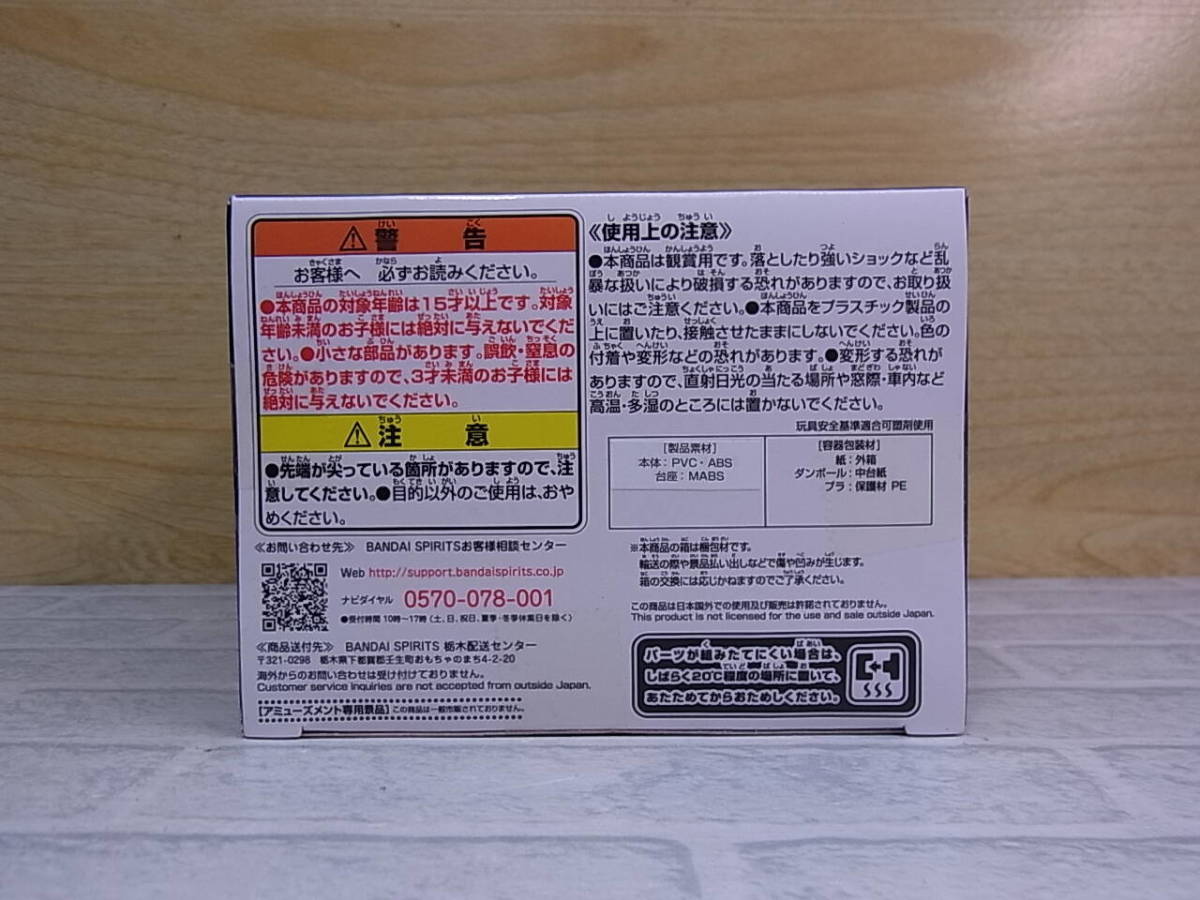 警告
お客様へ 必ずお読みください。
●本商品の対象年齢は15才以上です。対象
年齢未満のお子様には絶対に与えないでくだ
さい。●小さな部品があります。誤飲・窒息の
危険がありますので、3才未満のお子様には
絶対に与えないでください。
注意
●先端が尖っている箇所がありますので、注
意してください。●目的以外のご使用は、おや
めください。
≪お問い合わせ先≫ BANDAI SPIRITSお客様相談センター
Web http://support.bandaispirits.co.jp
ナビダイヤル 0570-078-001
●受付時間 10時〜17時(土、日、祝日、夏季・冬季休業日を除く)
≪商品送付先≫ BANDAI SPIRITS 栃木配送センター
〒321-0298 栃木県下都賀郡壬生町おもちゃのまち4-2-20
海外からのお問い合わせは受け付けておりません。
Customer service inquiries are not accepted from outside Japan.
【アミューズメント専用景品】この商品は一般市販されておりません。
≪使用上の注意≫
●本商品は観賞用です。落としたり強いショックなど乱
暴な扱いにより破損する恐れがありますので、お取り扱
いにはご注意ください。●本商品をプラスチック製品の
上に置いたり、接触させたままにしないでください。色の
付着や変形などの恐れがあります。●変形する恐れが
ありますので、直射日光の当たる場所や窓際・車内など
高温・多湿のところには置かないでください。
玩具安全基準適合可塑剤使用
[製品素材]
本体:PVC・ABS
台座:MABS
[容器包装材]
紙:外箱
ダンボール:中台紙
プラ:保護材 PE
※本商品の箱は梱包材です。
輸送の際や景品払い出しなどで傷や凹みが生じます。
箱の交換には応じかねますのでご了承ください。
この商品は日本国外での使用及び販売は許諾されておりません。
This product is not licensed for the use and sale outside Japan.
パーツが組みたてにくい場合は、
しばらく20℃程度の場所に置いて、
あたためてからおためしください。